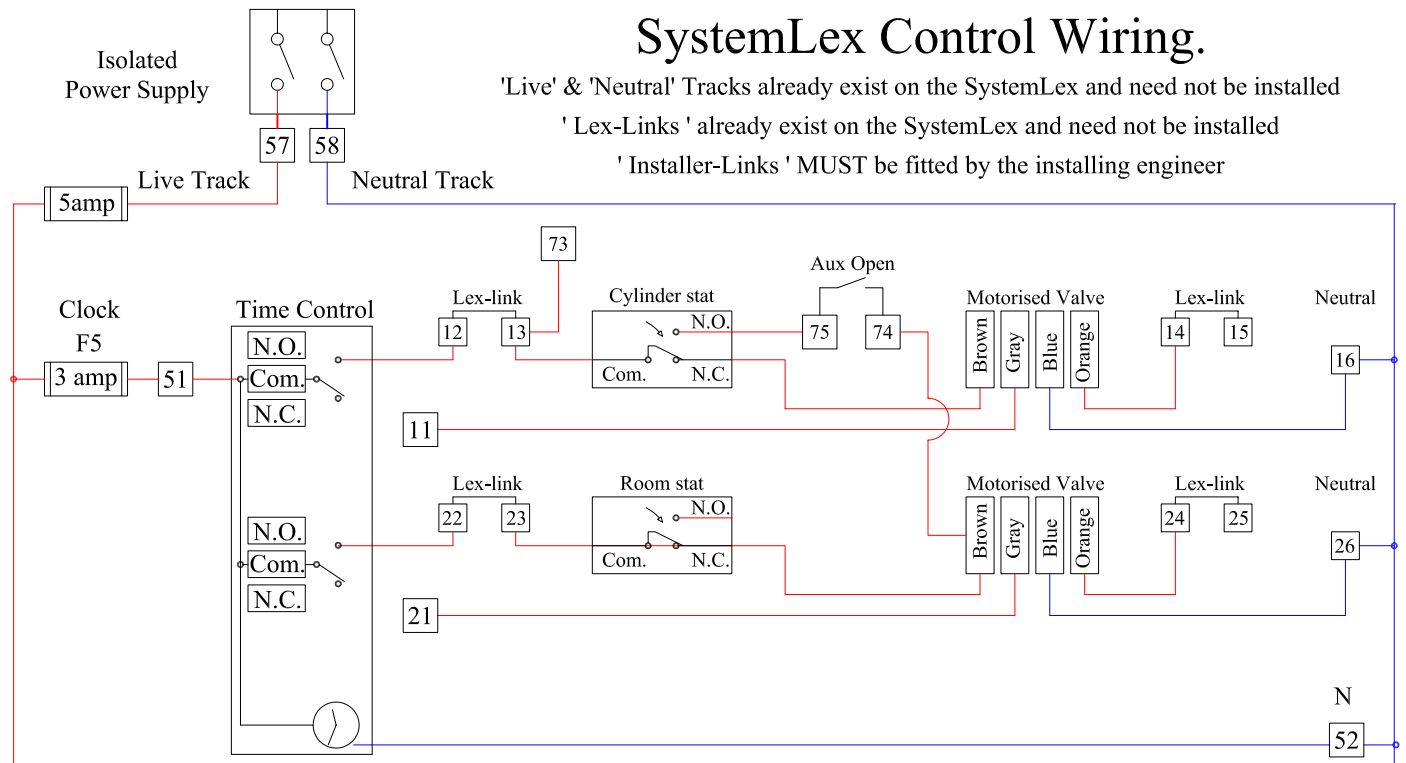 SystemLex Control Wiring.
'Live' & 'Neutral' Tracks already exist on the SystemLex and need not be installed
' Lex-Links ' already exist on the SystemLex and need not be installed
' Installer-Links ' MUST be fitted by the installing engineer
Isolated
Power Supply
57 58
Live Track Neutral Track
5amp
73
Aux Open
Clock
F5
Time Control
Lex-link Cylinder stat Motorised Valve Lex-link Neutral
12 13 N.O. 75 74 Brown Gray Blue Orange 14 15
N.O.
3 amp 51 Com. Com. N.C. 16
N.C.
11
Lex-link Room stat Motorised Valve Lex-link Neutral
22 23 N.O. Brown Gray Blue Orange 24 25
N.O.
Com. Com. N.C. 26
N.C.
21
N
52